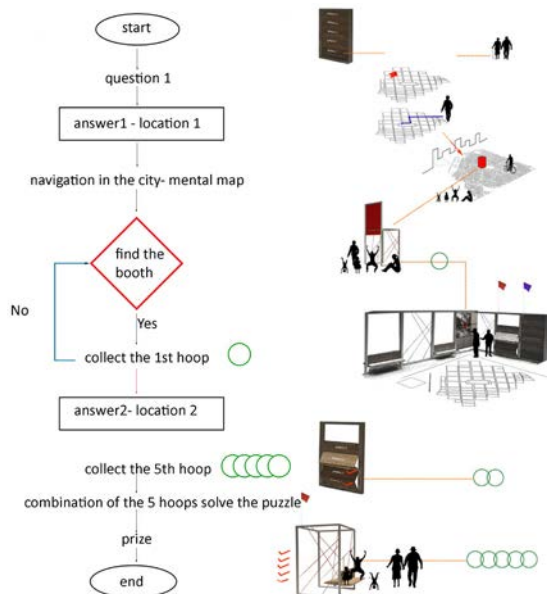 start
question 1
answer1 - location 1
navigation in the city- mental map
find the
booth
No
Yes
collect the 1st hoop
answer2- location 2
collect the 5th hoop
combination of the 5 hoops solve the puzzle
prize
end